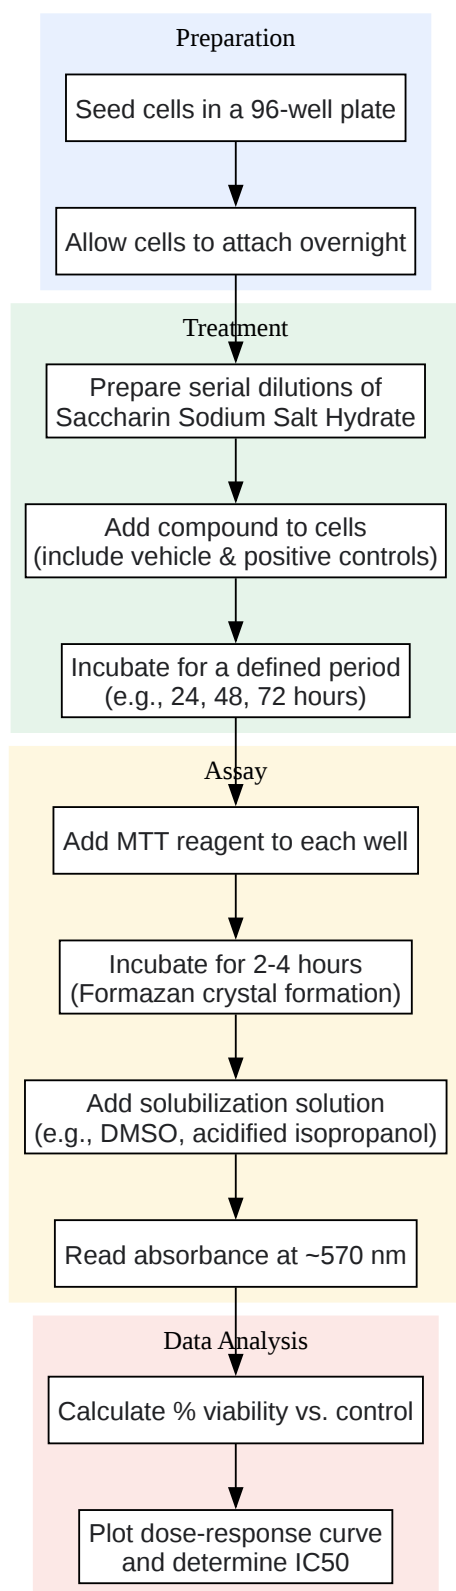 Preparation
Seed cells in a 96-well plate
Allow cells to attach overnight
Treatment
Prepare serial dilutions of
Saccharin Sodium Salt Hydrate
Add compound to cells
(include vehicle & positive controls)
Incubate for a defined period
(e.g., 24, 48, 72 hours)
Assay
Add MTT reagent to each well
Incubate for 2-4 hours
(Formazan crystal formation)
Add solubilization solution
(e.g., DMSO, acidified isopropanol)
Read absorbance at ~570 nm
Data Analysis
Calculate % viability vs. control
Plot dose-response curve
and determine IC50